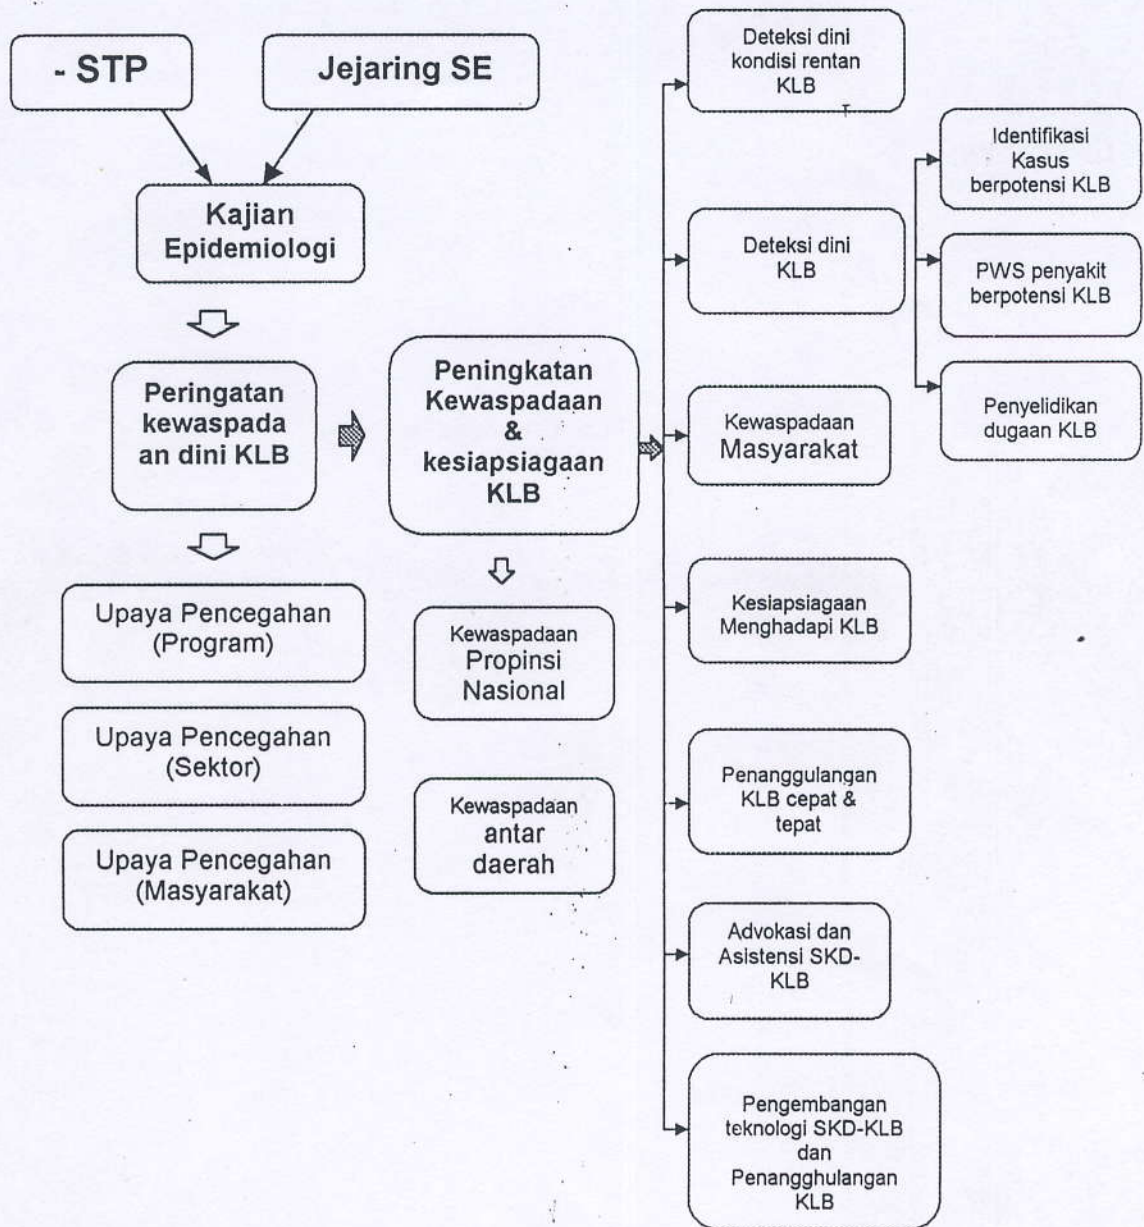 - STP
Jejaring SE
Kajian
Epidemiologi
Peringatan
kewaspada
an dini KLB
Upaya Pencegahan
(Program)
Upaya Pencegahan
(Sektor)
Upaya Pencegahan
(Masyarakat)
Peningkatan
Kewaspadaan
&
kesiapsiagaan
KLB
Kewaspadaan
Propinsi
Nasional
Kewaspadaan
antar
daerah
Deteksi dini
kondisi rentan
KLB
Deteksi dini
KLB
Identifikasi
Kasus
berpotensi KLB
PWS penyakit
berpotensi KLB
Penyelidikan
dugaan KLB
Kewaspadaan
Masyarakat
Kesiapsiagaan
Menghadapi KLB
Penanggulangan
KLB cepat &
tepat
Advokasi dan
Asistensi SKD-
KLB
Pengembangan
teknologi SKD-KLB
dan
Penangghulangan
KLB